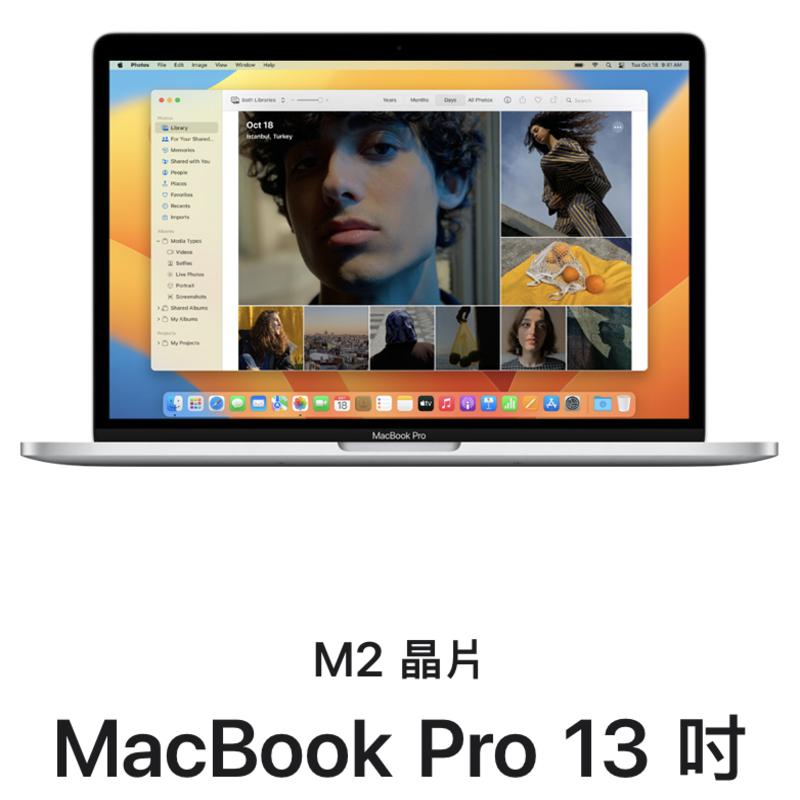 Photos File Edit Image View Window Help Tue Oct 18 9:41 AM
Both Libraries Years Months Days All Photos Search
Photos
Library
For Your Shared...
Memories
Shared with You
People
Places
Favorites
Recents
Imports
Albums
Media Types
Videos
Selfies
Live Photos
Portrait
Screenshots
Shared Albums
My Albums
Projects
My Projects
Oct 18
Istanbul, Turkey
18
tv
MacBook Pro
M2 晶片
MacBook Pro 13 吋